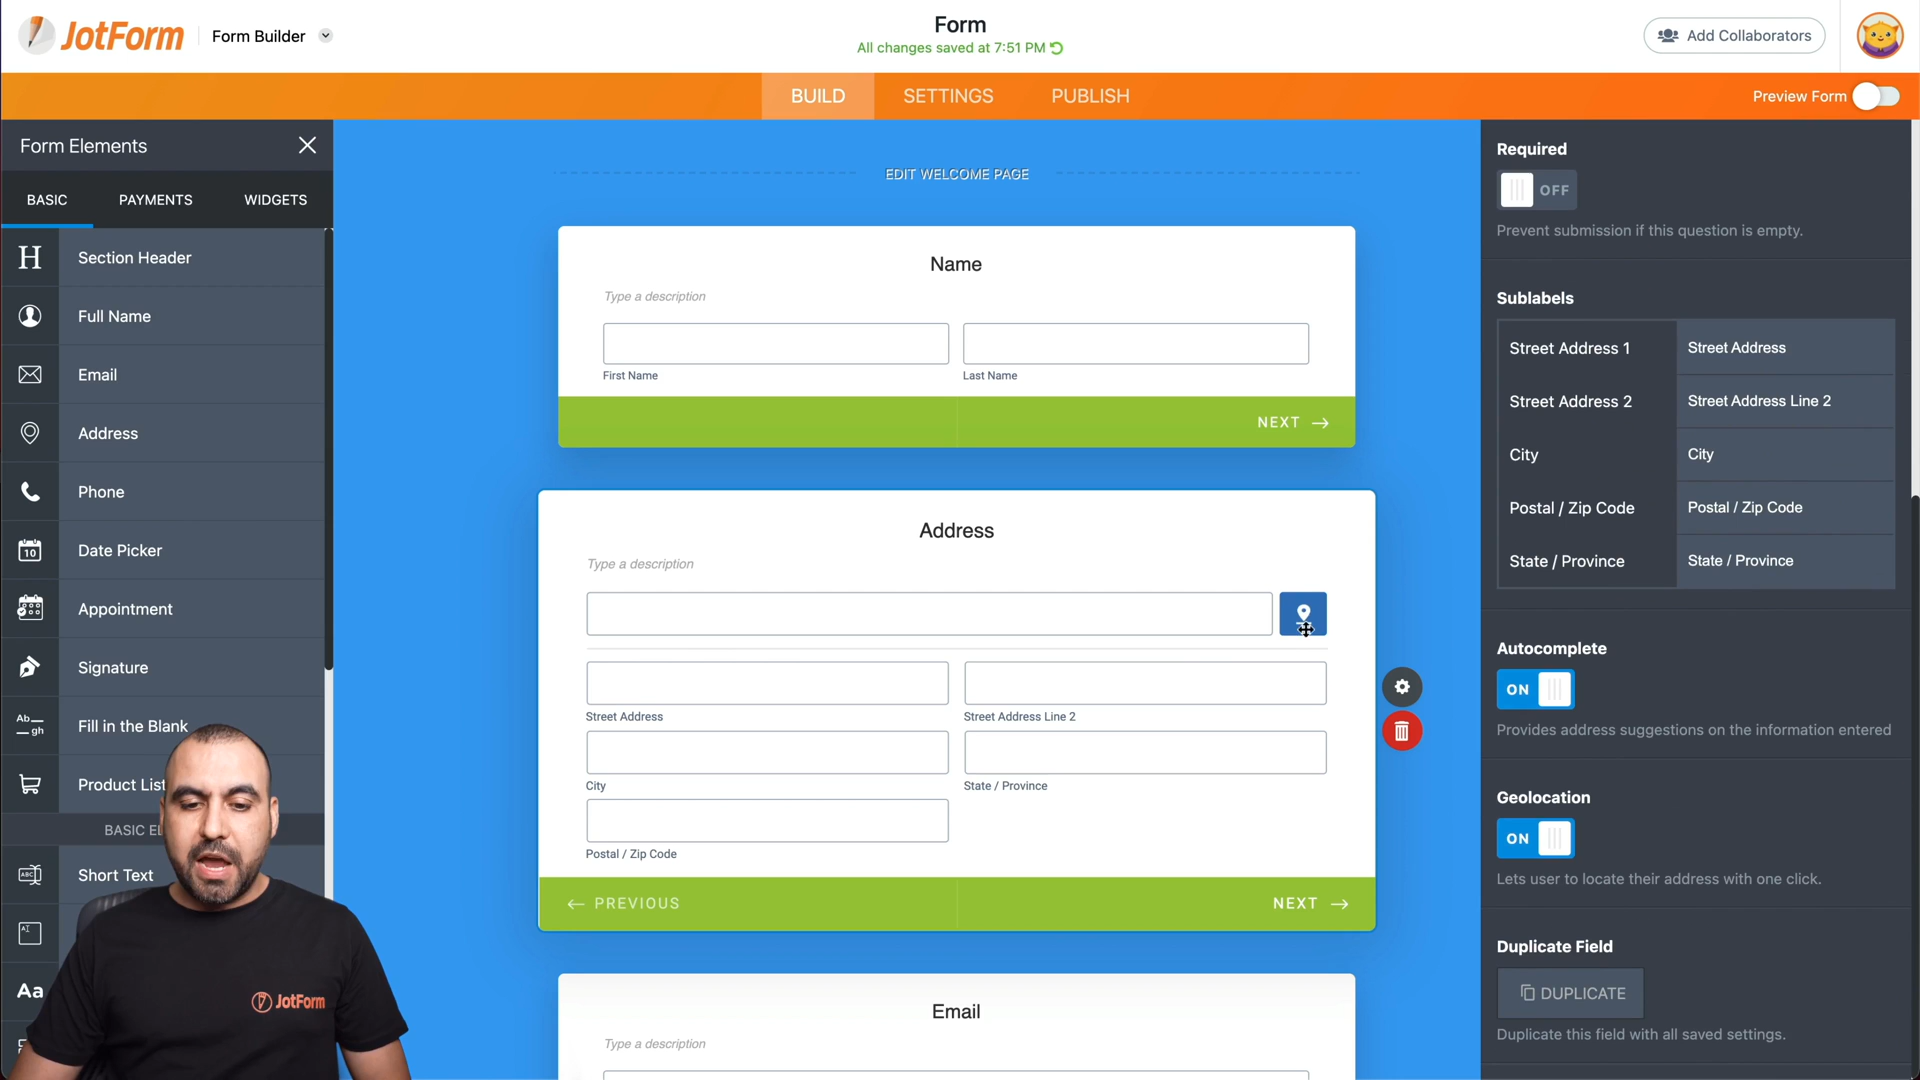 JotForm
Form Builder
Form
All changes saved at 7:51 PM
Add Collaborators
BUILD
SETTINGS
PUBLISH
Preview Form
Form Elements
BASIC
PAYMENTS
WIDGETS
H
Section Header
Full Name
Email
Address
Phone
10
Date Picker
Appointment
Signature
Ab
gh
Fill in the Blank
Product List
BASIC EL
ABC
Short Text
AI
Aa
JotForm
EDIT WELCOME PAGE
Name
Type a description
First Name
Last Name
NEXT
Address
Type a description
Street Address
Street Address Line 2
City
State / Province
Postal / Zip Code
PREVIOUS
NEXT
Email
Type a description
Required
OFF
Prevent submission if this question is empty.
Sublabels
Street Address 1
Street Address
Street Address 2
Street Address Line 2
City
City
Postal / Zip Code
Postal / Zip Code
State / Province
State / Province
Autocomplete
ON
Provides address suggestions on the information entered
Geolocation
ON
Lets user to locate their address with one click.
Duplicate Field
DUPLICATE
Duplicate this field with all saved settings.